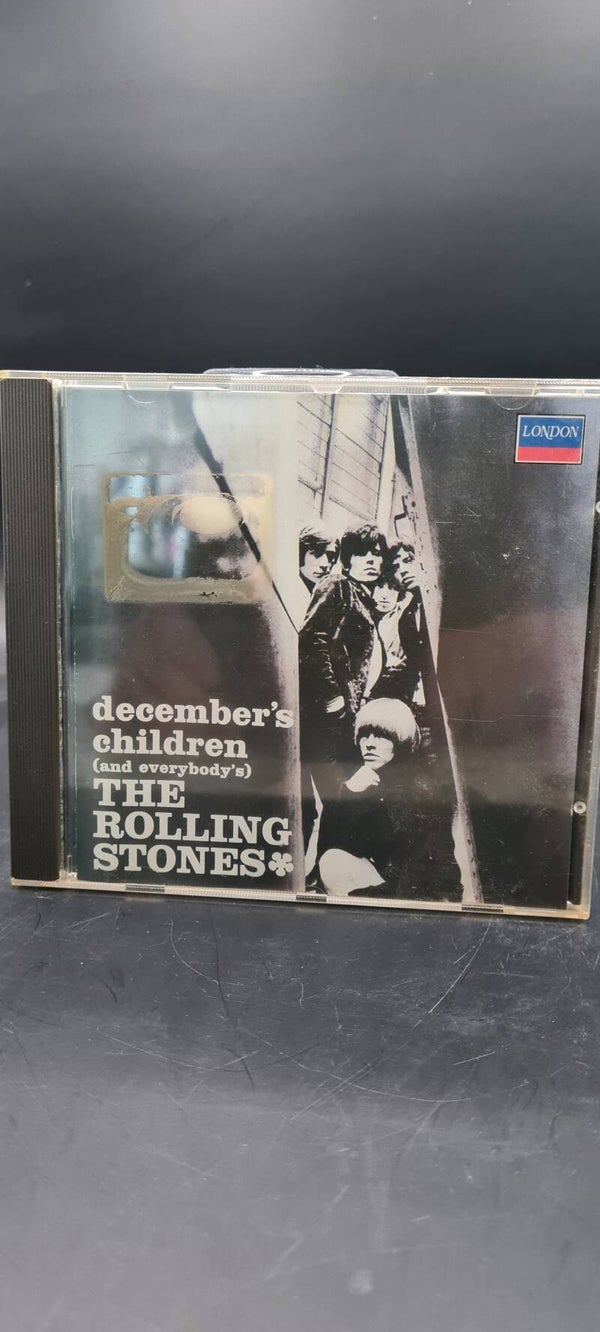 LONDON
december's
children
(and everybody's)
THE
ROLLING
STONES